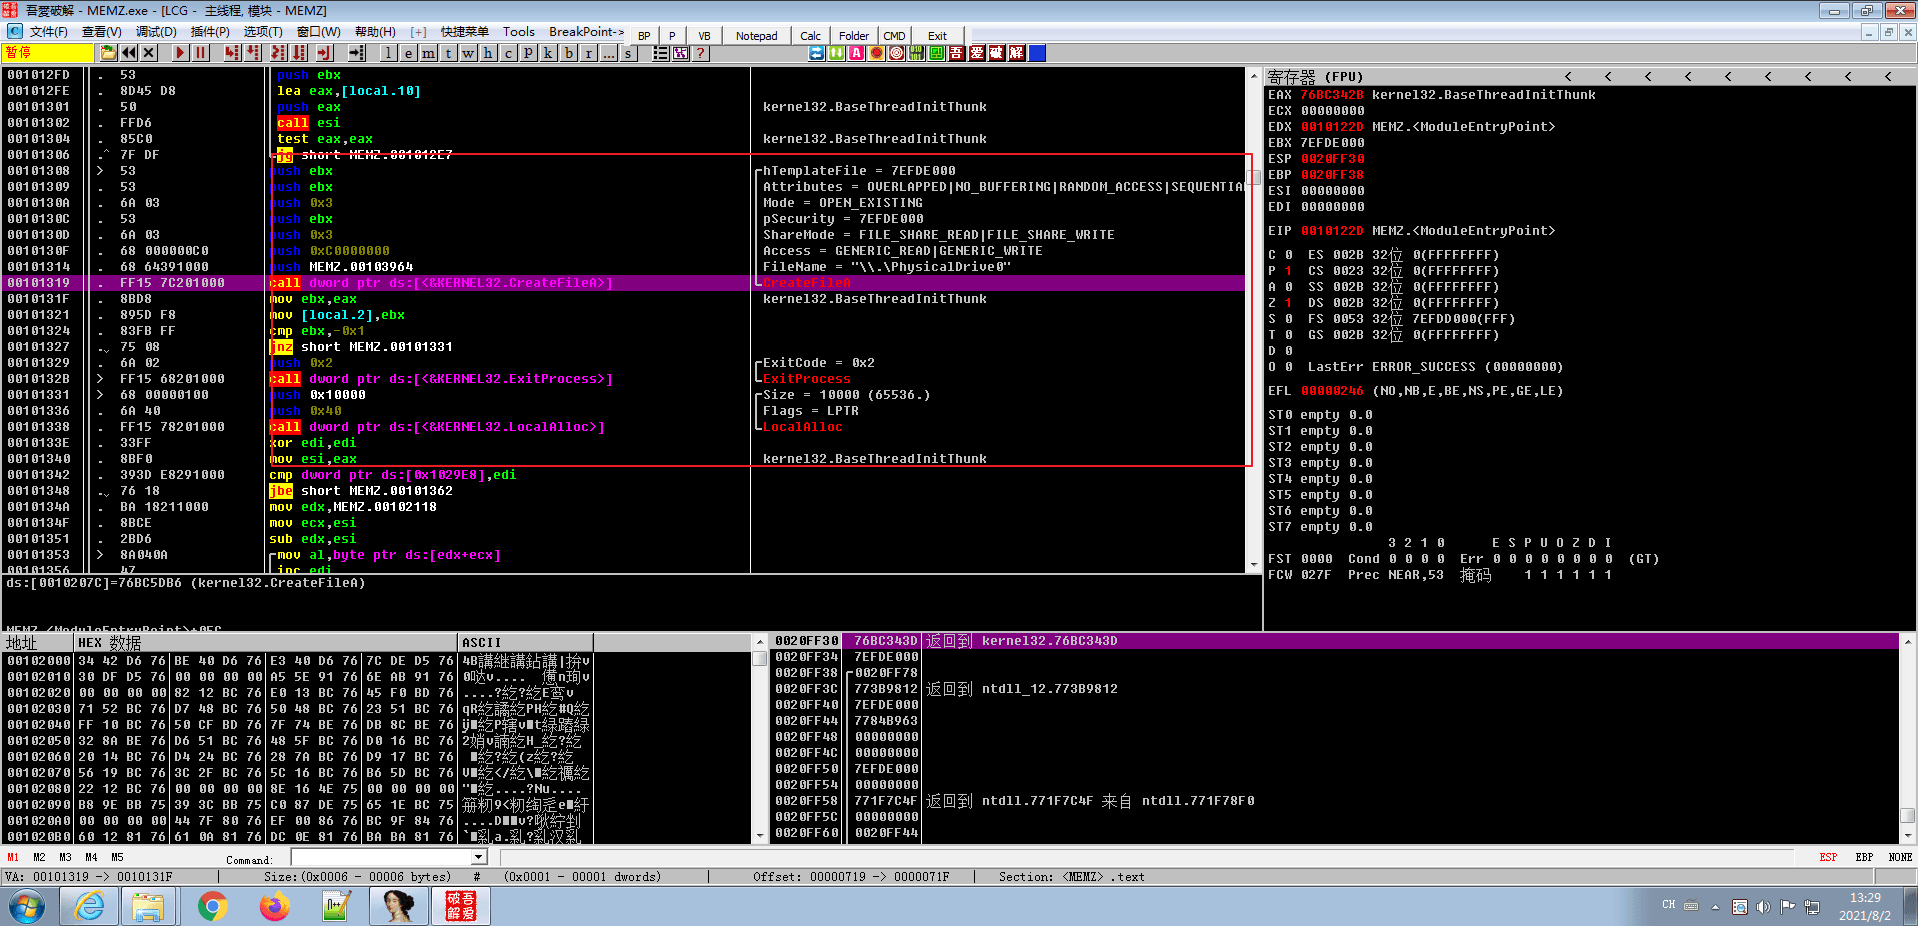 吾爱破解 - MEMZ.exe - [LCG - 主线程, 模块 - MEMZ]
文件(F) 查看(V) 调试(D) 插件(P) 选项(T) 窗口(W) 帮助(H) [+] 快捷菜单 Tools BreakPoint-> BP P VB Notepad Calc Folder CMD Exit
暂停 l e m t w h c p k b r ... s ? 吾 爱 破 解
001012FD . 53 push ebx
001012FE . 8D45 D8 lea eax,[local.10]
00101301 . 50 push eax kernel32.BaseThreadInitThunk
00101302 . FFD6 call esi
00101304 . 85C0 test eax,eax kernel32.BaseThreadInitThunk
00101306 .^ 7F DF jg short MEMZ.001012E7
00101308 > 53 push ebx hTemplateFile = 7EFDE000
00101309 . 53 push ebx Attributes = OVERLAPPED|NO_BUFFERING|RANDOM_ACCESS|SEQUENTIA
0010130A . 6A 03 push 0x3 Mode = OPEN_EXISTING
0010130C . 53 push ebx pSecurity = 7EFDE000
0010130D . 6A 03 push 0x3 ShareMode = FILE_SHARE_READ|FILE_SHARE_WRITE
0010130F . 68 000000C0 push 0xC0000000 Access = GENERIC_READ|GENERIC_WRITE
00101314 . 68 64391000 push MEMZ.00103964 FileName = "\\.\PhysicalDrive0"
00101319 . FF15 7C201000 call dword ptr ds:[<&KERNEL32.CreateFileA>] CreateFileA
0010131F . 8BD8 mov ebx,eax kernel32.BaseThreadInitThunk
00101321 . 895D F8 mov [local.2],ebx
00101324 . 83FB FF cmp ebx,-0x1
00101327 . 75 08 jnz short MEMZ.00101331
00101329 . 6A 02 push 0x2 ExitCode = 0x2
0010132B > FF15 68201000 call dword ptr ds:[<&KERNEL32.ExitProcess>] ExitProcess
00101331 > 68 00000100 push 0x10000 Size = 10000 (65536.)
00101336 . 6A 40 push 0x40 Flags = LPTR
00101338 . FF15 78201000 call dword ptr ds:[<&KERNEL32.LocalAlloc>] LocalAlloc
0010133E . 33FF xor edi,edi
00101340 . 8BF0 mov esi,eax kernel32.BaseThreadInitThunk
00101342 . 393D E8291000 cmp dword ptr ds:[0x1029E8],edi
00101348 . 76 18 jbe short MEMZ.00101362
0010134A . BA 18211000 mov edx,MEMZ.00102118
0010134F . 8BCE mov ecx,esi
00101351 . 2BD6 sub edx,esi
00101353 > 8A040A mov al,byte ptr ds:[edx+ecx]
00101356 . 47 inc edi
ds:[0010207C]=76BC5DB6 (kernel32.CreateFileA)
MEMZ.<ModuleEntryPoint>+0EC
寄存器 (FPU) < < < < < < < < <
EAX 76BC342B kernel32.BaseThreadInitThunk
ECX 00000000
EDX 0010122D MEMZ.<ModuleEntryPoint>
EBX 7EFDE000
ESP 0020FF30
EBP 0020FF38
ESI 00000000
EDI 00000000
EIP 0010122D MEMZ.<ModuleEntryPoint>
C 0 ES 002B 32位 0(FFFFFFFF)
P 1 CS 0023 32位 0(FFFFFFFF)
A 0 SS 002B 32位 0(FFFFFFFF)
Z 1 DS 002B 32位 0(FFFFFFFF)
S 0 FS 0053 32位 7EFDD000(FFF)
T 0 GS 002B 32位 0(FFFFFFFF)
D 0
O 0 LastErr ERROR_SUCCESS (00000000)
EFL 00000246 (NO,NB,E,BE,NS,PE,GE,LE)
ST0 empty 0.0
ST1 empty 0.0
ST2 empty 0.0
ST3 empty 0.0
ST4 empty 0.0
ST5 empty 0.0
ST6 empty 0.0
ST7 empty 0.0
3 2 1 0 E S P U O Z D I
FST 0000 Cond 0 0 0 0 Err 0 0 0 0 0 0 0 0 (GT)
FCW 027F Prec NEAR,53 掩码 1 1 1 1 1 1
地址 HEX 数据 ASCII
00102000 34 42 D6 76 BE 40 D6 76 E3 40 D6 76 7C DE D5 76
00102010 30 DF D5 76 00 00 00 00 A5 5E 91 76 6E AB 91 76
00102020 00 00 00 00 82 12 BC 76 E0 13 BC 76 45 F0 BD 76
00102030 71 52 BC 76 D7 48 BC 76 50 48 BC 76 23 51 BC 76
00102040 FF 10 BC 76 50 CF BD 76 7F 74 BE 76 DB 8C BE 76
00102050 32 8A BE 76 D6 51 BC 76 48 5F BC 76 D0 16 BC 76
00102060 20 14 BC 76 D4 24 BC 76 28 7A BC 76 D9 17 BC 76
00102070 56 19 BC 76 3C 2F BC 76 5C 16 BC 76 B6 5D BC 76
00102080 22 12 BC 76 00 00 00 00 8E 16 4E 75 00 00 00 00
00102090 B8 9E BB 75 39 3C BB 75 C0 87 DE 75 65 1E BC 75
001020A0 00 00 00 00 44 7F 80 76 EF 00 86 76 BC 9F 84 76
001020B0 60 12 81 76 61 0A 81 76 DC 0E 81 76 BA BA 81 76
0020FF30 76BC343D 返回到 kernel32.76BC343D
0020FF34 7EFDE000
0020FF38 0020FF78
0020FF3C 773B9812 返回到 ntdll_12.773B9812
0020FF40 7EFDE000
0020FF44 7784B963
0020FF48 00000000
0020FF4C 00000000
0020FF50 7EFDE000
0020FF54 00000000
0020FF58 771F7C4F 返回到 ntdll.771F7C4F 来自 ntdll.771F78F0
0020FF5C 00000000
0020FF60 0020FF44
M1 M2 M3 M4 M5 Command: ESP EBP NONE
VA: 00101319 -> 0010131F Size:(0x0006 - 00006 bytes) # (0x0001 - 00001 dwords) Offset: 00000719 -> 0000071F Section: <MEMZ> .text
CH 13:29
2021/8/2